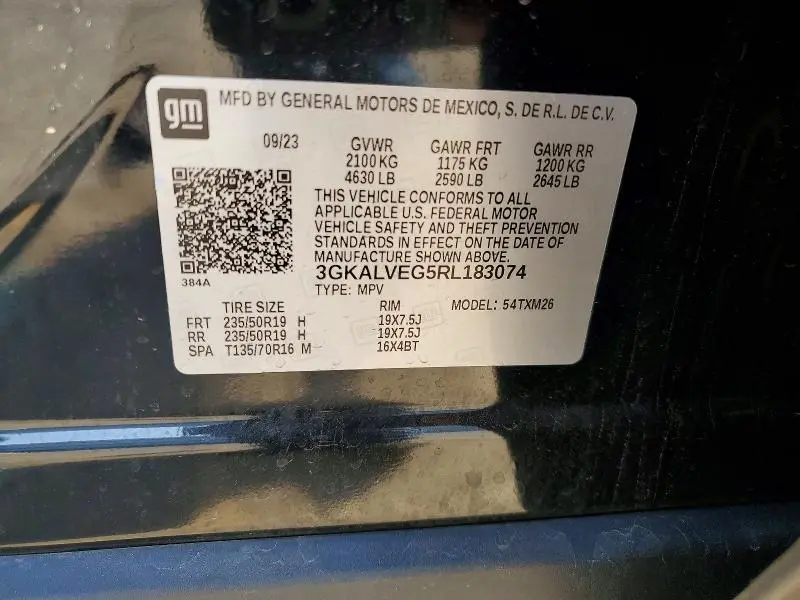 gm
MFD BY GENERAL MOTORS DE MEXICO, S. DE R.L. DE C.V.
09/23 GVWR GAWR FRT GAWR RR
2100 KG 1175 KG 1200 KG
4630 LB 2590 LB 2645 LB
THIS VEHICLE CONFORMS TO ALL
APPLICABLE U.S. FEDERAL MOTOR
VEHICLE SAFETY AND THEFT PREVENTION
STANDARDS IN EFFECT ON THE DATE OF
MANUFACTURE SHOWN ABOVE.
384A
3GKALVEG5RL183074
TYPE: MPV
TIRE SIZE RIM MODEL: 54TXM26
FRT 235/50R19 H 19X7.5J
RR 235/50R19 H 19X7.5J
SPA T135/70R16 M 16X4BT